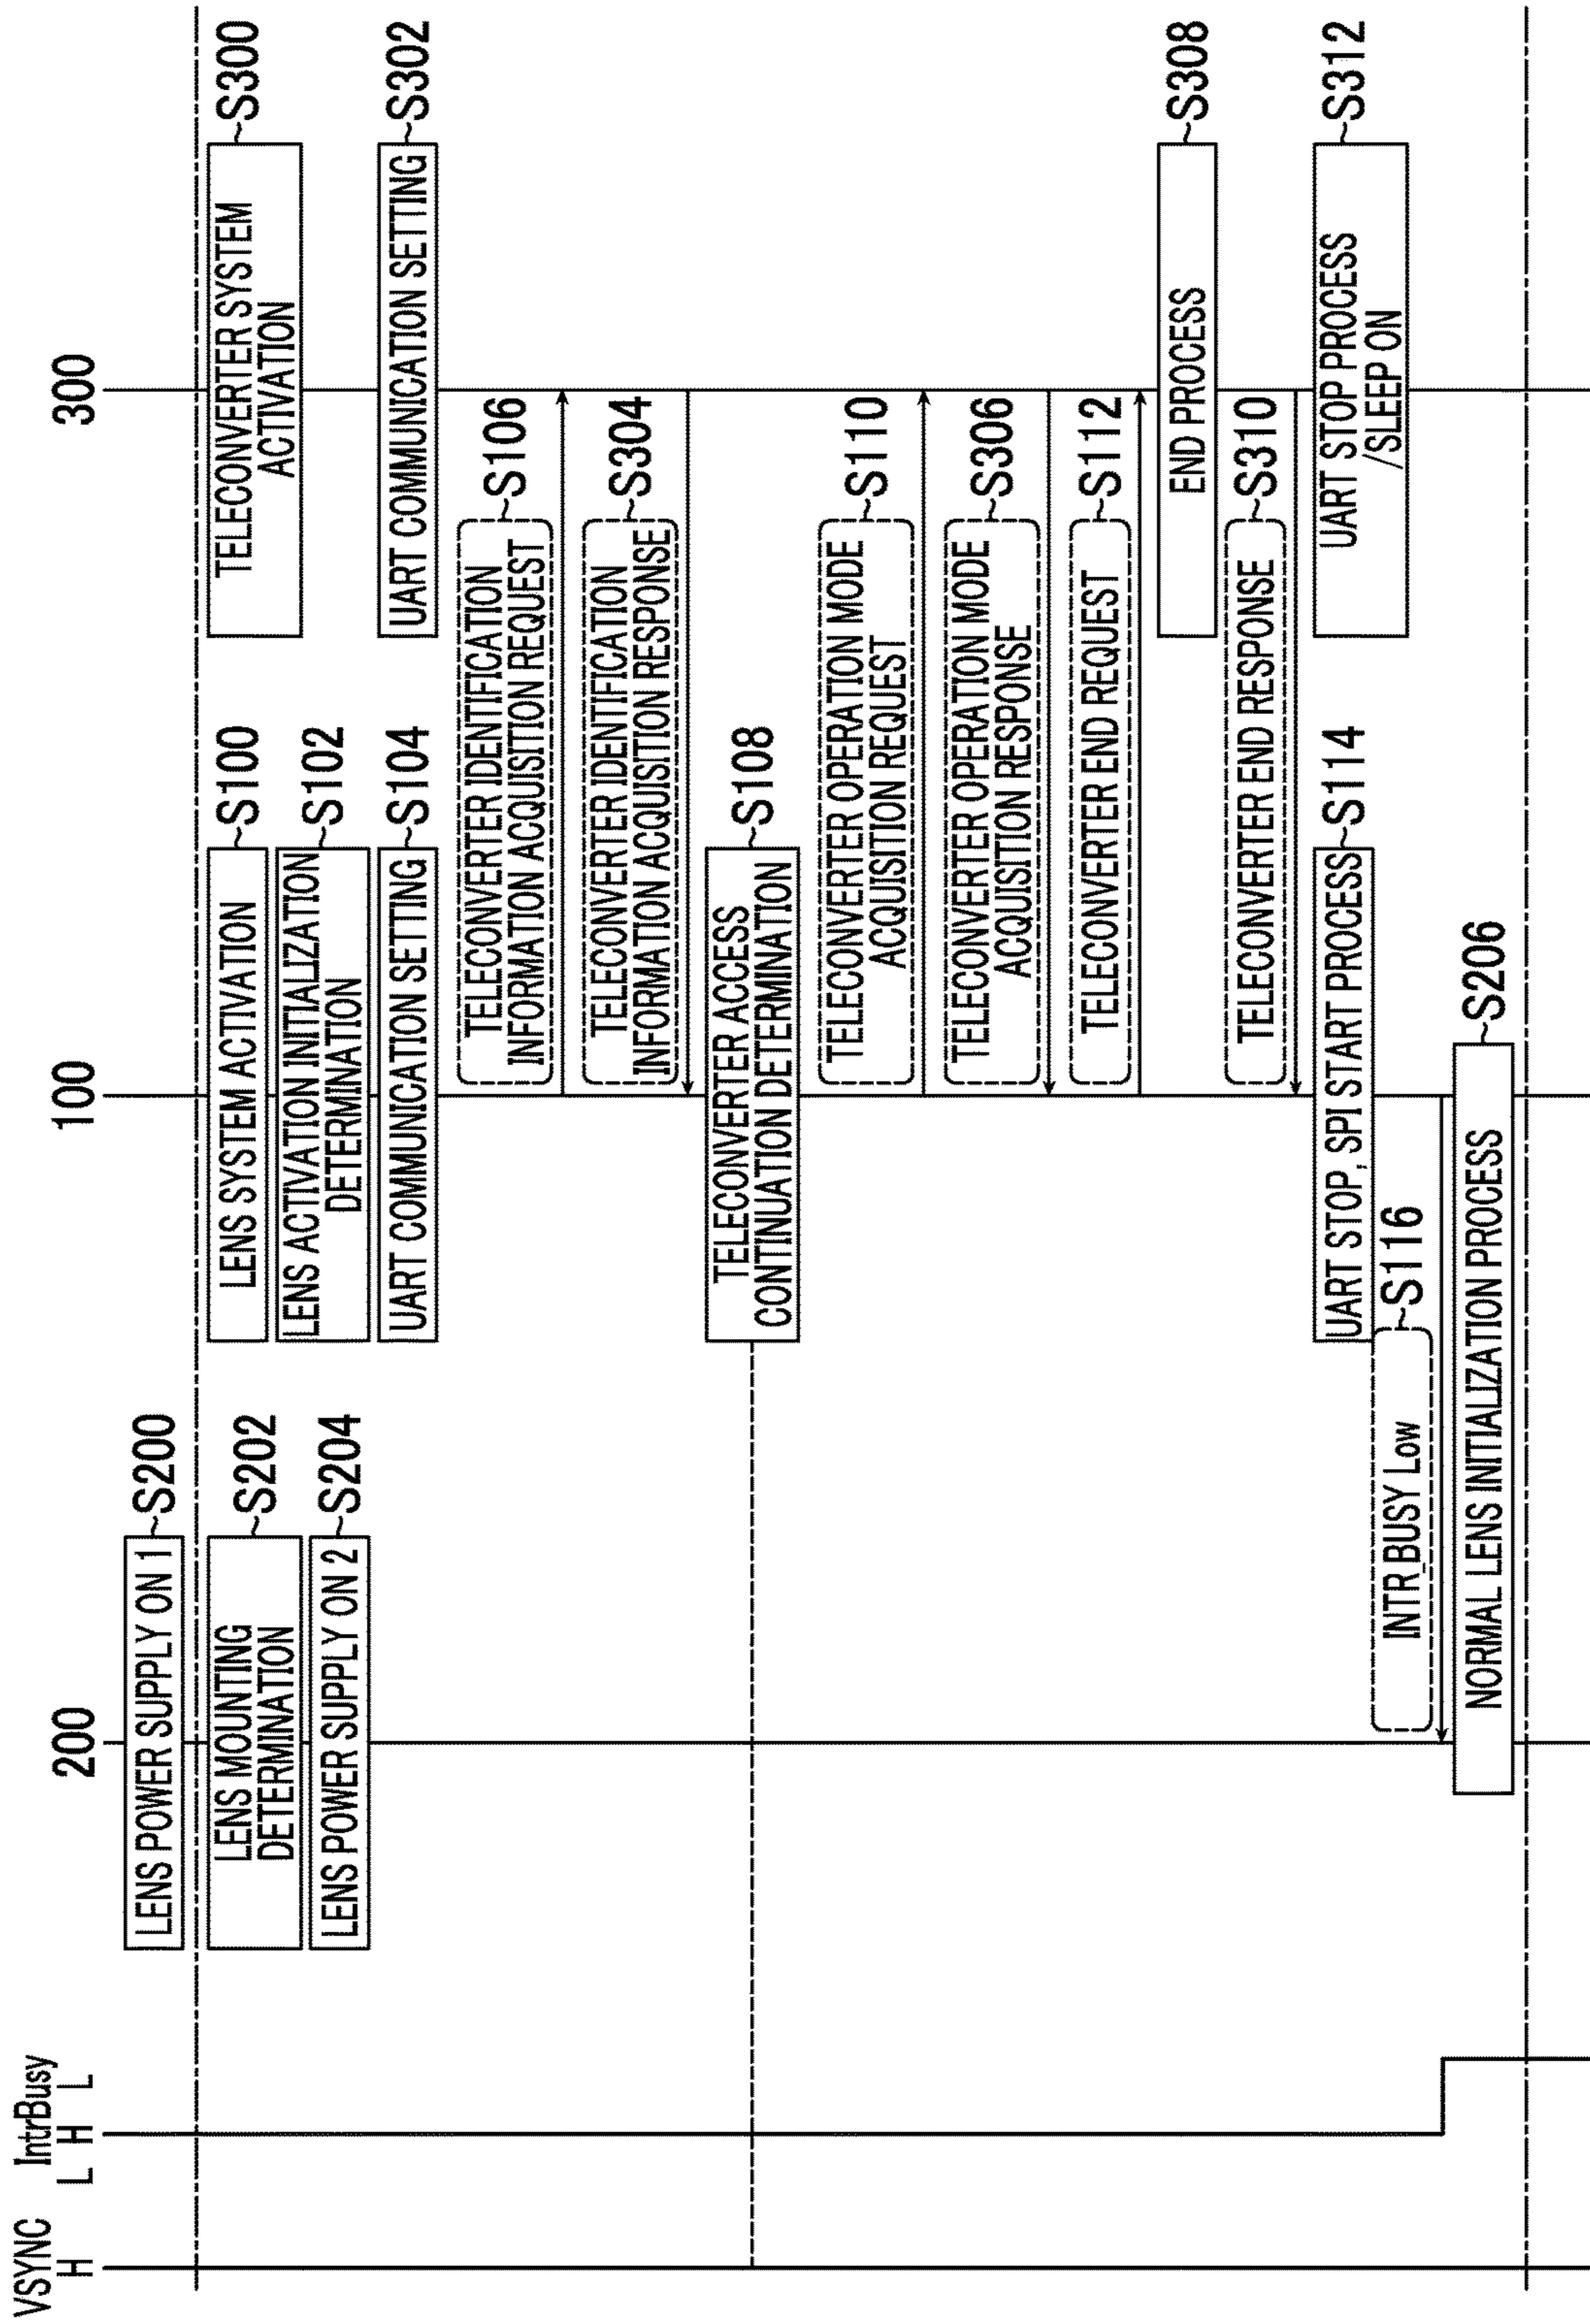 VSYNC
H L
IntrBusy
H L
200
100
300
LENS POWER SUPPLY ON 1
S200
LENS MOUNTING
DETERMINATION
S202
LENS SYSTEM ACTIVATION
S100
TELECONVERTER SYSTEM
ACTIVATION
S300
LENS POWER SUPPLY ON 2
S204
LENS ACTIVATION INITIALIZATION
DETERMINATION
S102
UART COMMUNICATION SETTING
S104
UART COMMUNICATION SETTING
S302
TELECONVERTER IDENTIFICATION
INFORMATION ACQUISITION REQUEST
S106
TELECONVERTER IDENTIFICATION
INFORMATION ACQUISITION RESPONSE
S304
TELECONVERTER ACCESS
CONTINUATION DETERMINATION
S108
TELECONVERTER OPERATION MODE
ACQUISITION REQUEST
S110
TELECONVERTER OPERATION MODE
ACQUISITION RESPONSE
S306
TELECONVERTER END REQUEST
S112
END PROCESS
S308
TELECONVERTER END RESPONSE
S310
UART STOP, SPI START PROCESS
S114
UART STOP PROCESS
/SLEEP ON
S312
INTR_BUSY Low
S116
NORMAL LENS INITIALIZATION PROCESS
S206